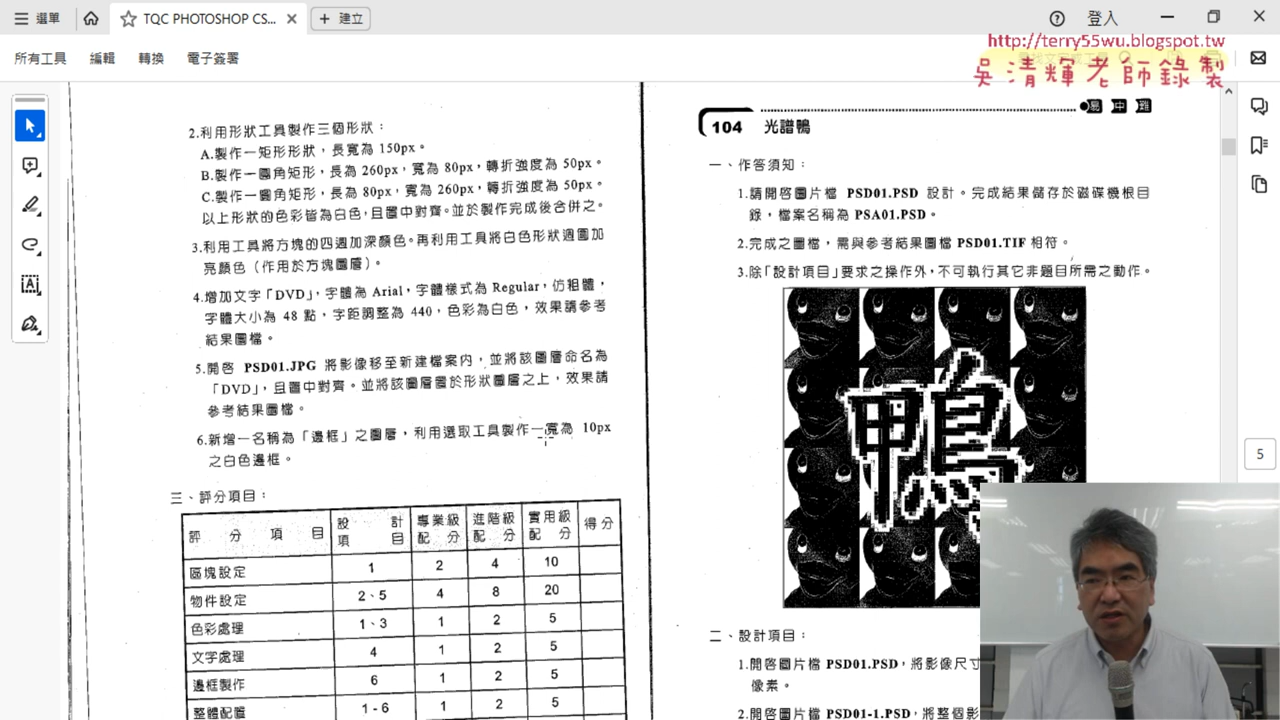 選單
TQC PHOTOSHOP CS...
建立
登入
http://terry55wu.blogspot.tw
吳清輝老師錄製
所有工具
編輯
轉換
電子簽署
2.利用形狀工具製作三個形狀：
A.製作一矩形形狀，長寬為 150px。
B.製作一圓角矩形，長為 260px，寬為 80px，轉折強度為 50px。
C.製作一圓角矩形，長為 80px，寬為 260px，轉折強度為 50px。
以上形狀的色彩皆為白色，且置中對齊。並於製作完成後合併之。
3.利用工具將方塊的四週加深顏色。再利用工具將白色形狀週圍加
亮顏色（作用於方塊圖層）。
4.增加文字「DVD」，字體為 Arial，字體樣式為 Regular，仿粗體，
字體大小為 48 點，字距調整為 440，色彩為白色，效果請參考
結果圖檔。
5.開啓 PSD01.JPG 將影像移至新建檔案內，並將該圖層命名為
「DVD」，且置中對齊。並將該圖層置於形狀圖層之上，效果請
參考結果圖檔。
6.新增一名稱為「邊框」之圖層，利用選取工具製作一寬為 10px
之白色邊框。
三、評分項目：
評分項目 設計項目 專業級配分 進階級配分 實用級配分 得分
區塊設定 1 2 4 10
物件設定 2、5 4 8 20
色彩處理 1、3 1 2 5
文字處理 4 1 2 5
邊框製作 6 1 2 5
整體配置 1-6 1 2 5
易 中 難
104 光譜鴨
一、作答須知：
1.請開啓圖片檔 PSD01.PSD 設計。完成結果儲存於磁碟機根目
錄，檔案名稱為 PSA01.PSD。
2.完成之圖檔，需與參考結果圖檔 PSD01.TIF 相符。
3.除「設計項目」要求之操作外，不可執行其它非題目所需之動作。
鴨
二、設計項目：
1.開啓圖片檔 PSD01.PSD，將影像尺寸
像素。
2.開啓圖片檔 PSD01-1.PSD，將整個影
5